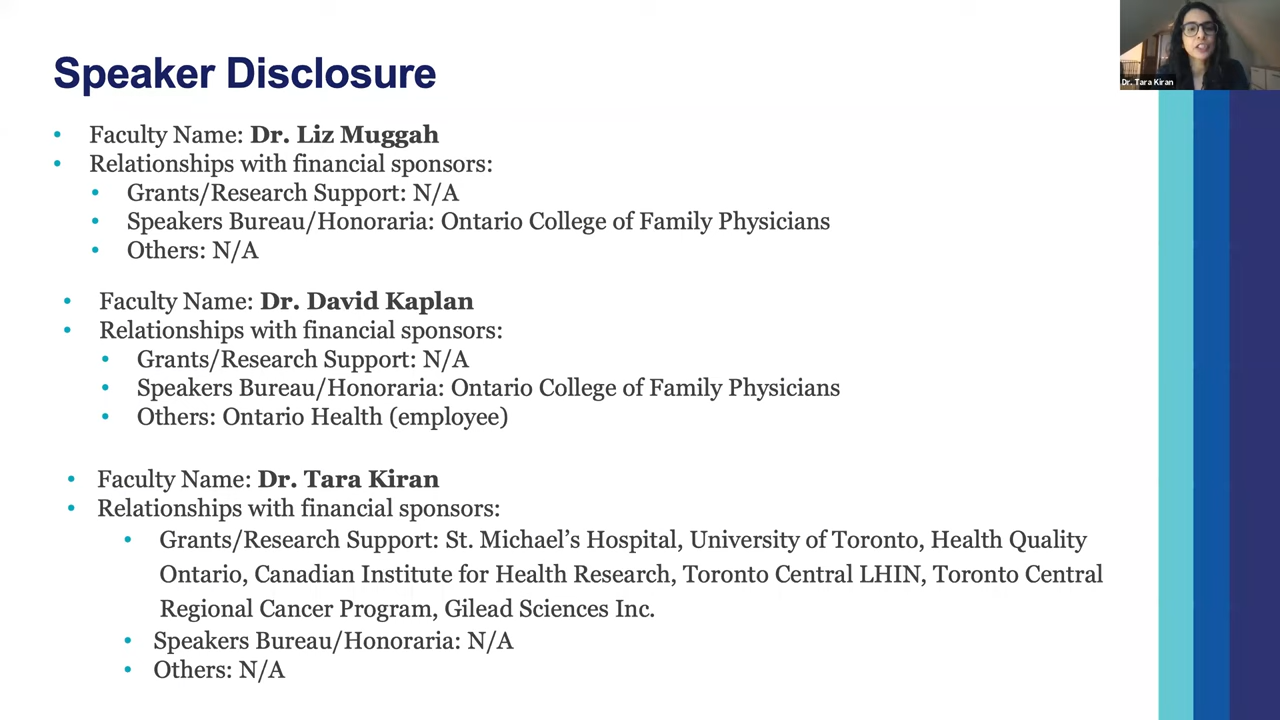 Speaker Disclosure
Dr. Tara Kiran
• Faculty Name: Dr. Liz Muggah
• Relationships with financial sponsors:
• Grants/Research Support: N/A
• Speakers Bureau/Honoraria: Ontario College of Family Physicians
• Others: N/A
• Faculty Name: Dr. David Kaplan
• Relationships with financial sponsors:
• Grants/Research Support: N/A
• Speakers Bureau/Honoraria: Ontario College of Family Physicians
• Others: Ontario Health (employee)
• Faculty Name: Dr. Tara Kiran
• Relationships with financial sponsors:
• Grants/Research Support: St. Michael’s Hospital, University of Toronto, Health Quality
Ontario, Canadian Institute for Health Research, Toronto Central LHIN, Toronto Central
Regional Cancer Program, Gilead Sciences Inc.
• Speakers Bureau/Honoraria: N/A
• Others: N/A